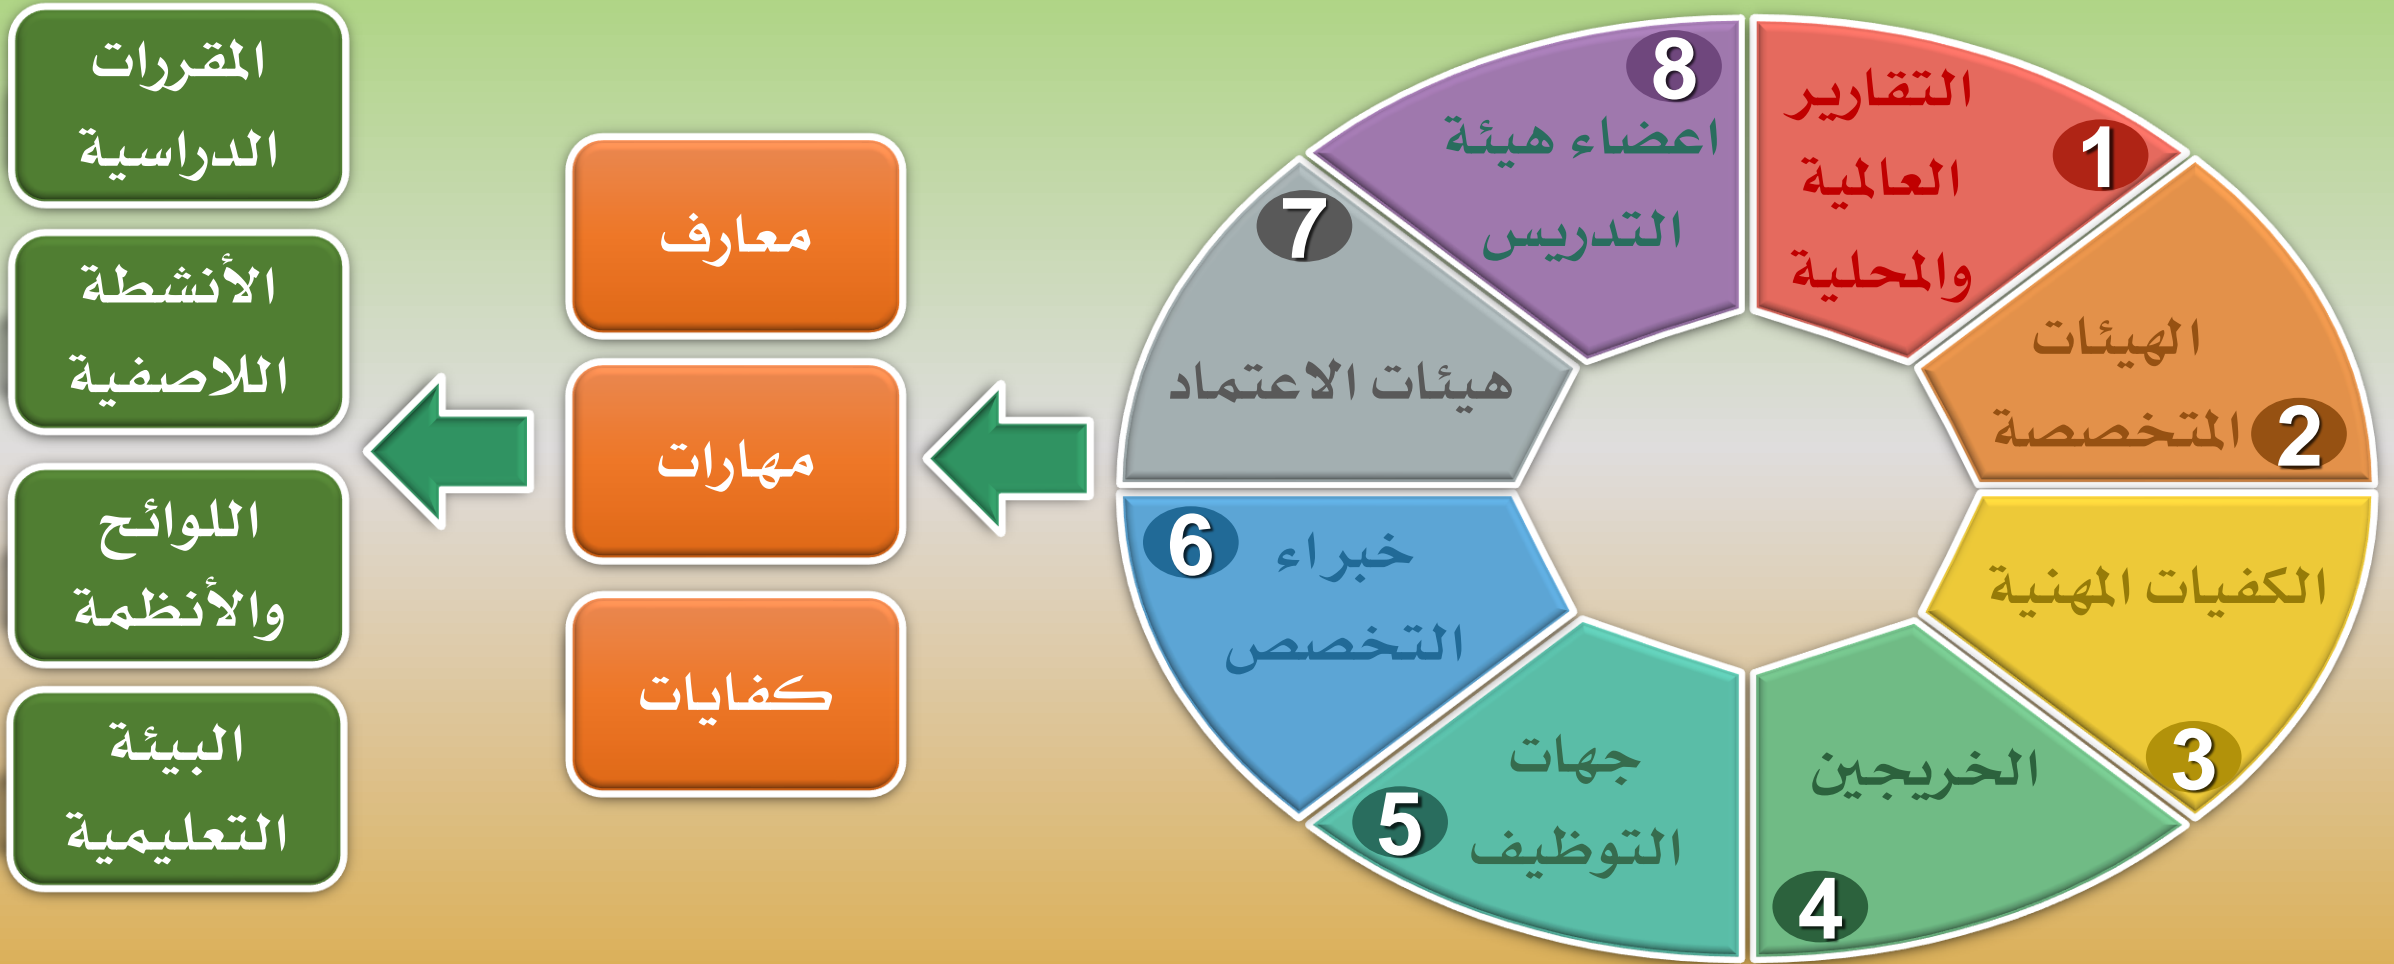 1
التقارير
العالمية
والمحلية
2
الهيئات
المتخصصة
3
الكفيات المهنية
4
الخريجين
5
جهات
التوظيف
6
خبراء
التخصص
7
هيئات الاعتماد
8
اعضاء هيئة
التدريس
معارف
مهارات
كفايات
المقررات
الدراسية
الأنشطة
اللاصفية
اللوائح
والأنظمة
البيئة
التعليمية